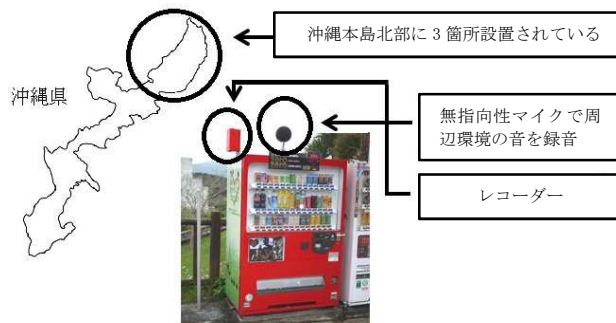 沖縄本島北部に3箇所設置されている
沖縄県
無指向性マイクで周
辺環境の音を録音
レコーダー